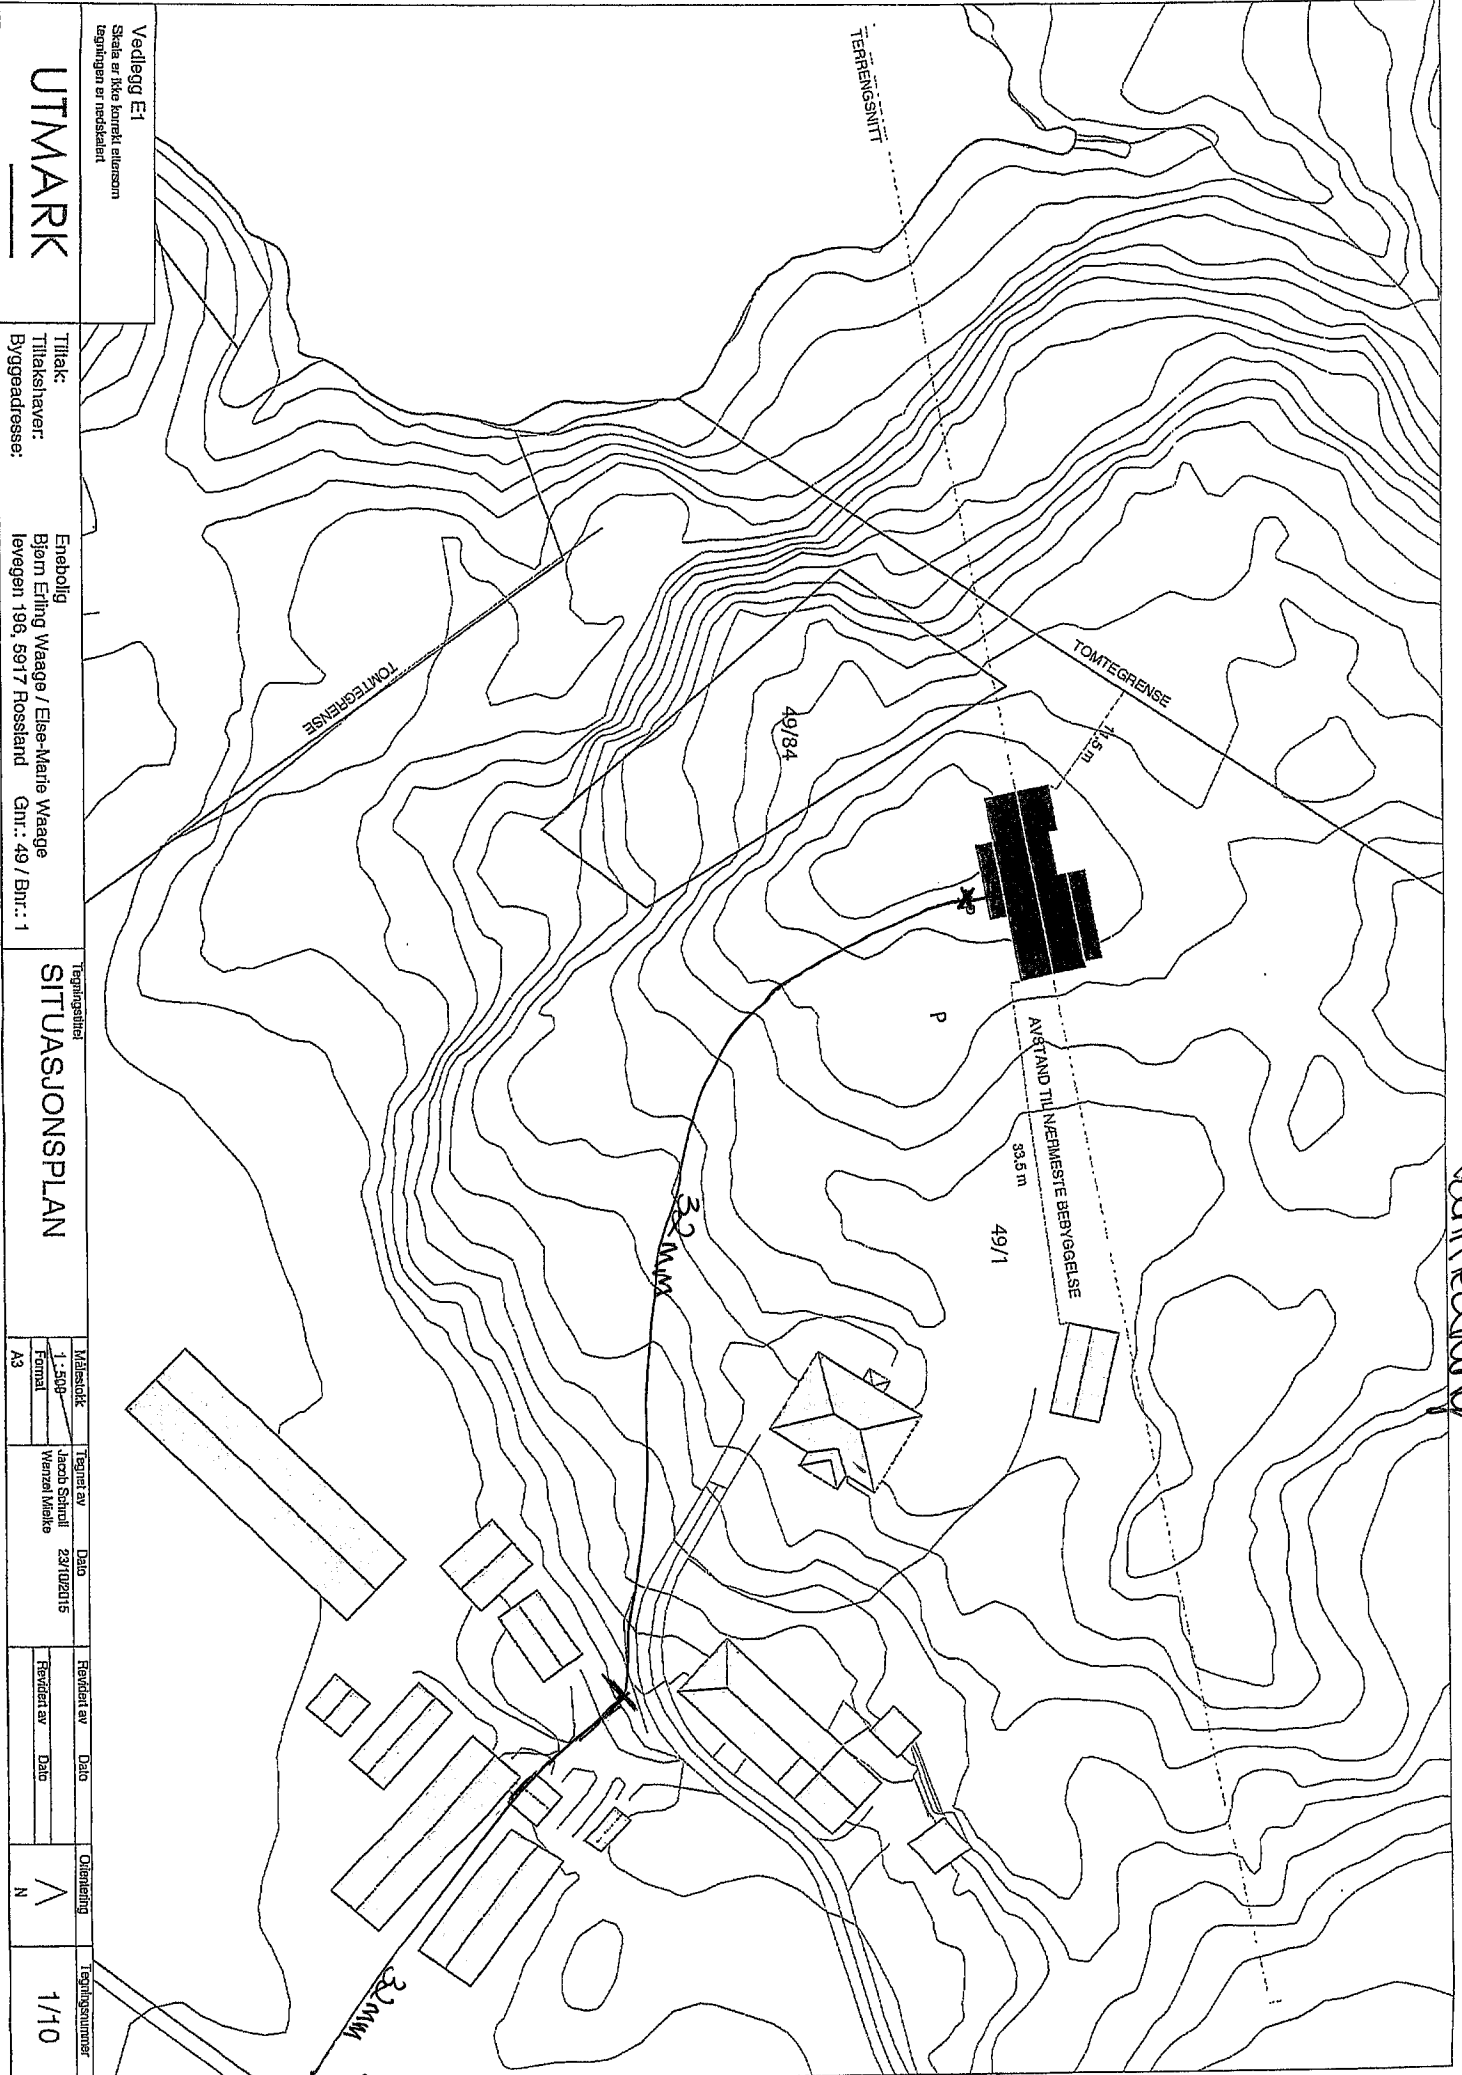 TERRENGSNITT
TOMTEGRENSE
11,5 m
49/84
TOMTEGRENSE
P
AVSTAND TIL NÆRMESTE BEBYGGELSE
33,5 m
49/1
32 mm
32 mm
Vedlegg E1
Skala er ikke korrekt ettersom
tegningen er nedskalert
UTMARK
Tiltak: Enebolig
Tiltakshaver: Bjørn Erling Waage / Else-Marie Waage
Byggeadresse: levegen 196, 5917 Rossland Gnr.: 49 / Bnr.: 1
Tegningstittel
SITUASJONSPLAN
Målestokk
1:500
Format
A3
Tegnet av Dato
Jacob Schroll 23/10/2015
Wenzel Mielke
Revidert av Dato
Revidert av Dato
Orientering
N
Tegningsnummer
1/10